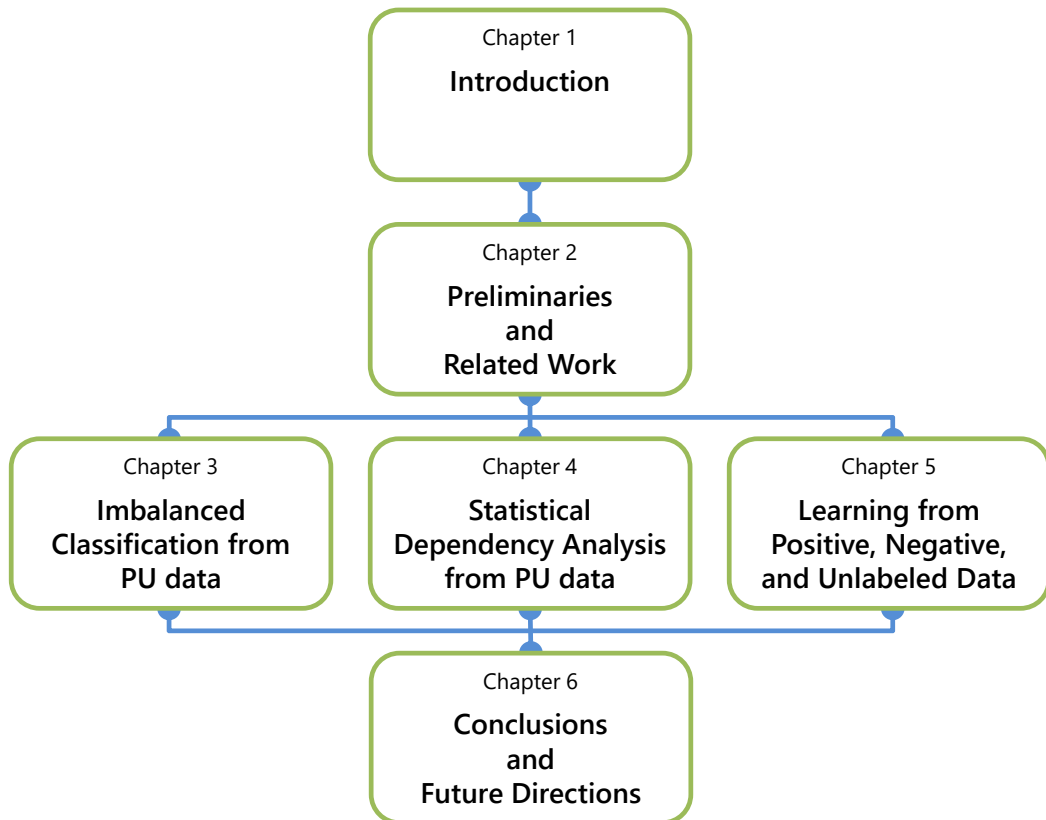 Chapter 1
Introduction
Chapter 2
Preliminaries
and
Related Work
Chapter 3
Imbalanced
Classification from
PU data
Chapter 4
Statistical
Dependency Analysis
from PU data
Chapter 5
Learning from
Positive, Negative,
and Unlabeled Data
Chapter 6
Conclusions
and
Future Directions